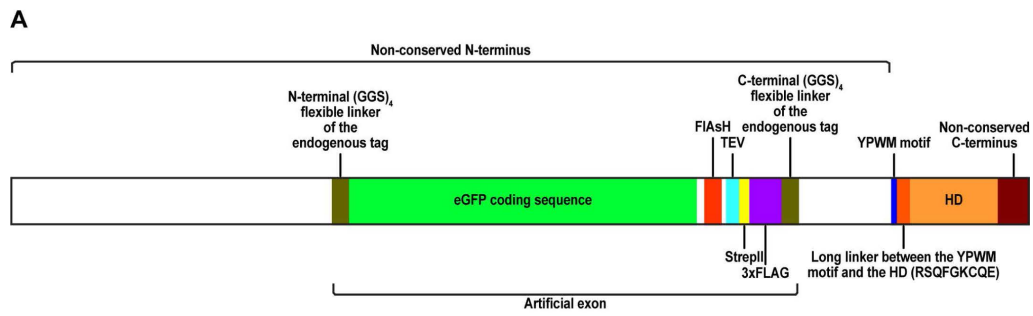 A
Non-conserved N-terminus
N-terminal (GGS)4
flexible linker
of the
endogenous tag
C-terminal (GGS)4
flexible linker
of the
endogenous tag
FlAsH
TEV
YPWM motif
Non-conserved
C-terminus
eGFP coding sequence
HD
StrepII
3xFLAG
Long linker between the YPWM
motif and the HD (RSQFGKCQE)
Artificial exon